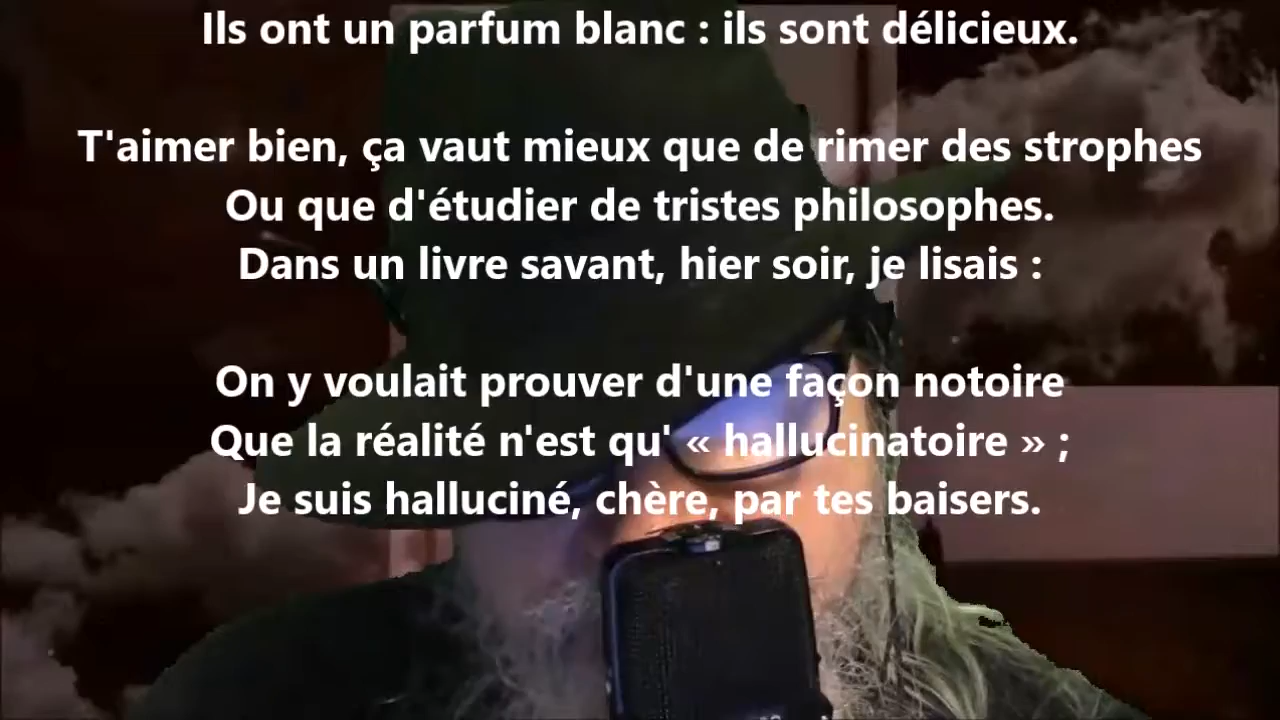 Ils ont un parfum blanc : ils sont délicieux.
T'aimer bien, ça vaut mieux que de rimer des strophes
Ou que d'étudier de tristes philosophes.
Dans un livre savant, hier soir, je lisais :
On y voulait prouver d'une façon notoire
Que la réalité n'est qu' « hallucinatoire » ;
Je suis halluciné, chère, par tes baisers.